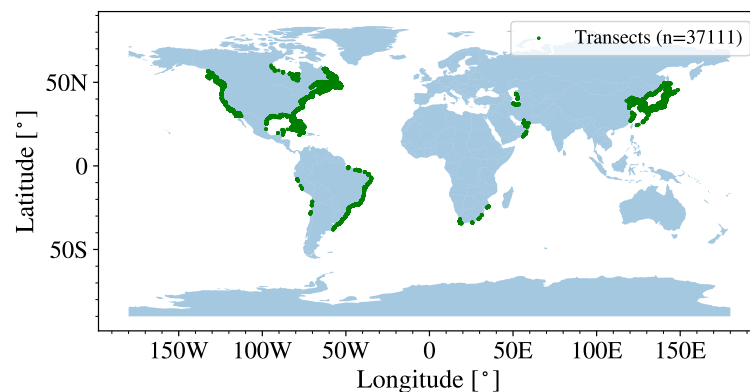 Transects (n=37111)
50N
0
50S
Latitude [°]
150W 100W 50W 0 50E 100E 150E
Longitude [°]